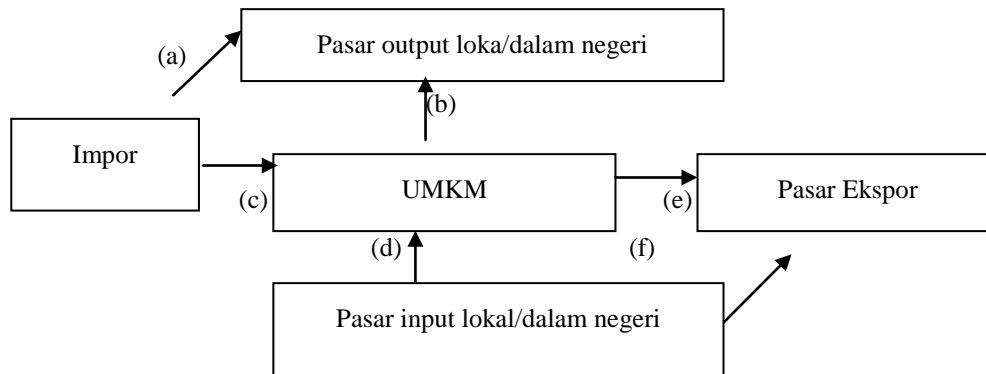 Pasar output loka/dalam negeri
(a)
(b)
Impor
UMKM
Pasar Ekspor
(c)
(e)
(d)
(f)
Pasar input lokal/dalam negeri